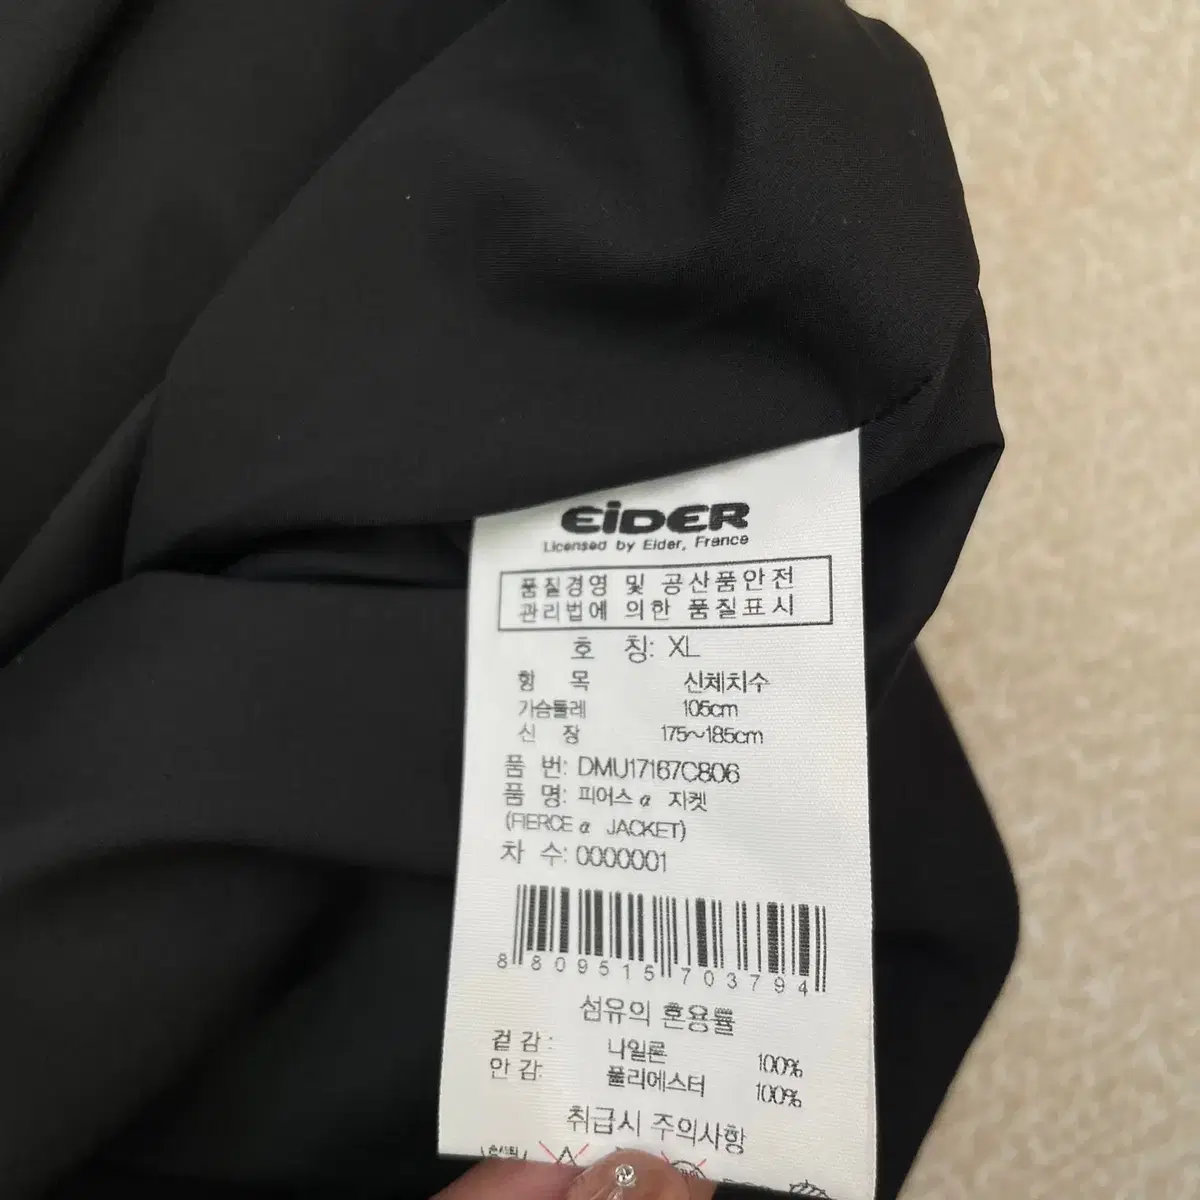 EiDER
Licensed by Eider, France
품질경영 및 공산품안전
관리법에 의한 품질표시
호 칭: XL
항 목 신체치수
가슴둘레 105cm
신 장 175~185cm
품 번: DMU17167C806
품 명: 피어스α 자켓
(FIERCE α JACKET)
차 수: 0000001
8809515703794
섬유의 혼용률
겉감: 나일론 100%
안감: 폴리에스터 100%
취급시 주의사항